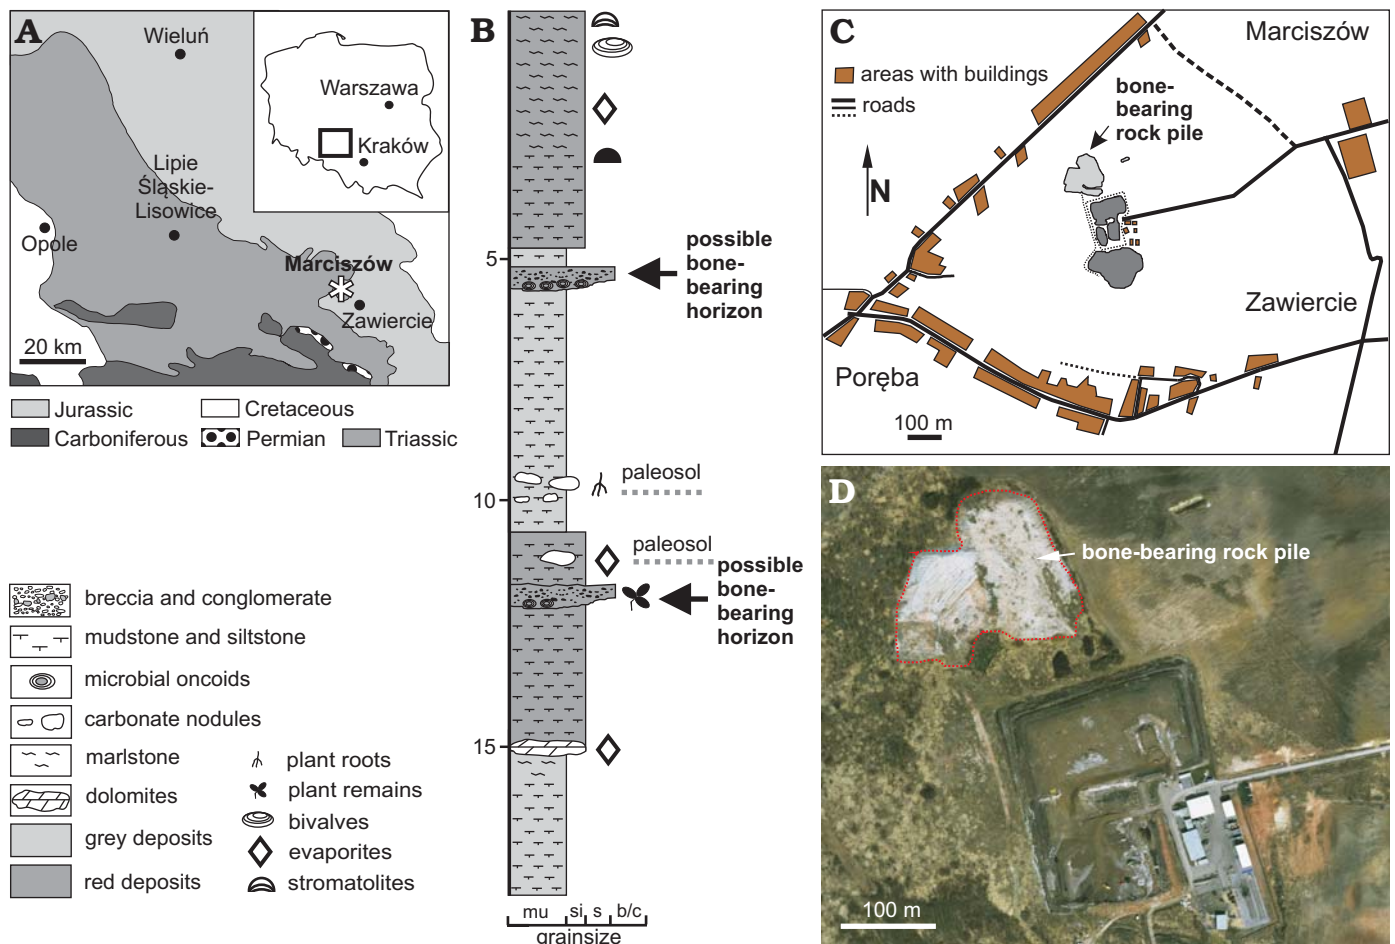 A
Wieluń
Warszawa
Kraków
Lipie
Śląskie-
Lisowice
Opole
Marciszów
Zawiercie
20 km
Jurassic
Cretaceous
Carboniferous
Permian
Triassic
breccia and conglomerate
mudstone and siltstone
microbial oncoids
carbonate nodules
marlstone
dolomites
grey deposits
red deposits
plant roots
plant remains
bivalves
evaporites
stromatolites
B
5
possible
bone-
bearing
horizon
paleosol
10
paleosol
possible
bone-
bearing
horizon
15
mu si s b/c
grainsize
C
Marciszów
areas with buildings
roads
bone-
bearing
rock pile
N
Zawiercie
Poręba
100 m
D
bone-bearing rock pile
100 m